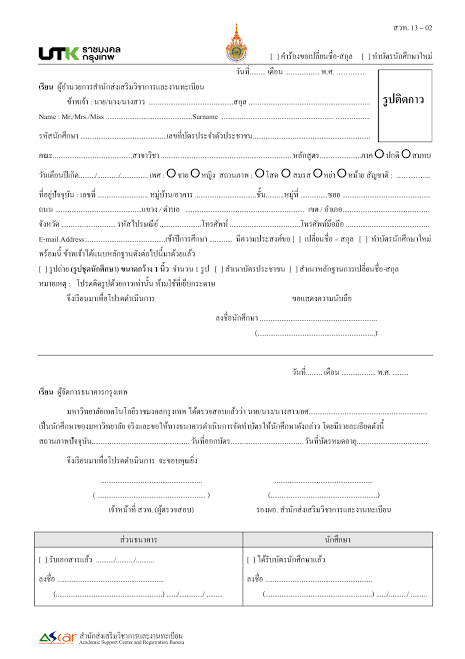 สวท. 13 – 02
UTK ราชมงคล กรุงเทพ
[ ] คำร้องขอเปลี่ยนชื่อ-สกุล [ ] ทำบัตรนักศึกษาใหม่
วันที่......... เดือน ................... พ.ศ. .............
เรียน ผู้อำนวยการสำนักส่งเสริมวิชาการและงานทะเบียน
รูปติดกาว
ข้าพเจ้า : นาย/นาง/นางสาว ..............................สกุล ..............................
Name : Mr./Mrs./Miss ..............................Surname ..............................
รหัสนักศึกษา ..............................เลขที่บัตรประจำตัวประชาชน..............................
คณะ..............................สาขาวิชา .............................. หลักสูตร....................ภาค O ปกติ O สมทบ
วันเดือนปีเกิด......../............/............ เพศ : O ชาย O หญิง สถานภาพ : O โสด O สมรส O หย่า O หม้าย สัญชาติ : ...............
ที่อยู่ปัจจุบัน : เลขที่ .................... หมู่บ้าน/อาคาร ..............................ชั้น..........หมู่ที่ ...............ซอย ..............................
ถนน ..............................แขวง / ตำบล .............................. เขต / อำเภอ..............................
จังหวัด .......................... รหัสไปรษณีย์ ....................โทรศัพท์ ..............................โทรศัพท์มือถือ ..............................
E-mail Address:..............................เข้าปีการศึกษา ........... มีความประสงค์ขอ [ ] เปลี่ยนชื่อ – สกุล [ ] ทำบัตรนักศึกษาใหม่
พร้อมนี้ ข้าพเจ้าได้แนบหลักฐานดังต่อไปนี้มาด้วยแล้ว
[ ] รูปถ่าย (รูปชุดนักศึกษา) ขนาดกว้าง 1 นิ้ว จำนวน 1 รูป [ ] สำเนาบัตรประชาชน [ ] สำเนาหลักฐานการเปลี่ยนชื่อ-สกุล
หมายเหตุ : โปรดติดรูปด้วยกาวเท่านั้น ห้ามใช้ที่เย็บกระดาษ
จึงเรียนมาเพื่อโปรดดำเนินการ ขอแสดงความนับถือ
ลงชื่อนักศึกษา ..............................
(..............................)
วันที่......... เดือน ................... พ.ศ. .........
เรียน ผู้จัดการธนาคารกรุงเทพ
มหาวิทยาลัยเทคโนโลยีราชมงคลกรุงเทพ ได้ตรวจสอบแล้วว่า นาย/นาง/นางสาว/ยศ..............................
เป็นนักศึกษาของมหาวิทยาลัย จริงและขอให้ทางธนาคารดำเนินการจัดทำบัตรให้นักศึกษาดังกล่าว โดยมีรายละเอียดดังนี้
สถานภาพปัจจุบัน.............................. วันที่ออกบัตร.............................. วันที่บัตรหมดอายุ..............................
จึงเรียนมาเพื่อโปรดดำเนินการ จะขอบคุณยิ่ง
.............................. ..............................
( .............................. ) (..............................)
เจ้าหน้าที่ สวท. (ผู้ตรวจสอบ) รองผอ. สำนักส่งเสริมวิชาการและงานทะเบียน
ส่วนธนาคาร นักศึกษา
[ ] รับเอกสารแล้ว ........./........./......... [ ] ได้รับบัตรนักศึกษาแล้ว
ลงชื่อ .............................. ลงชื่อ ..............................
(..............................) ....../............/......... (..............................) ....../........../..........
ASCar สำนักส่งเสริมวิชาการและงานทะเบียน
Academic Support Center and Registration Bureau